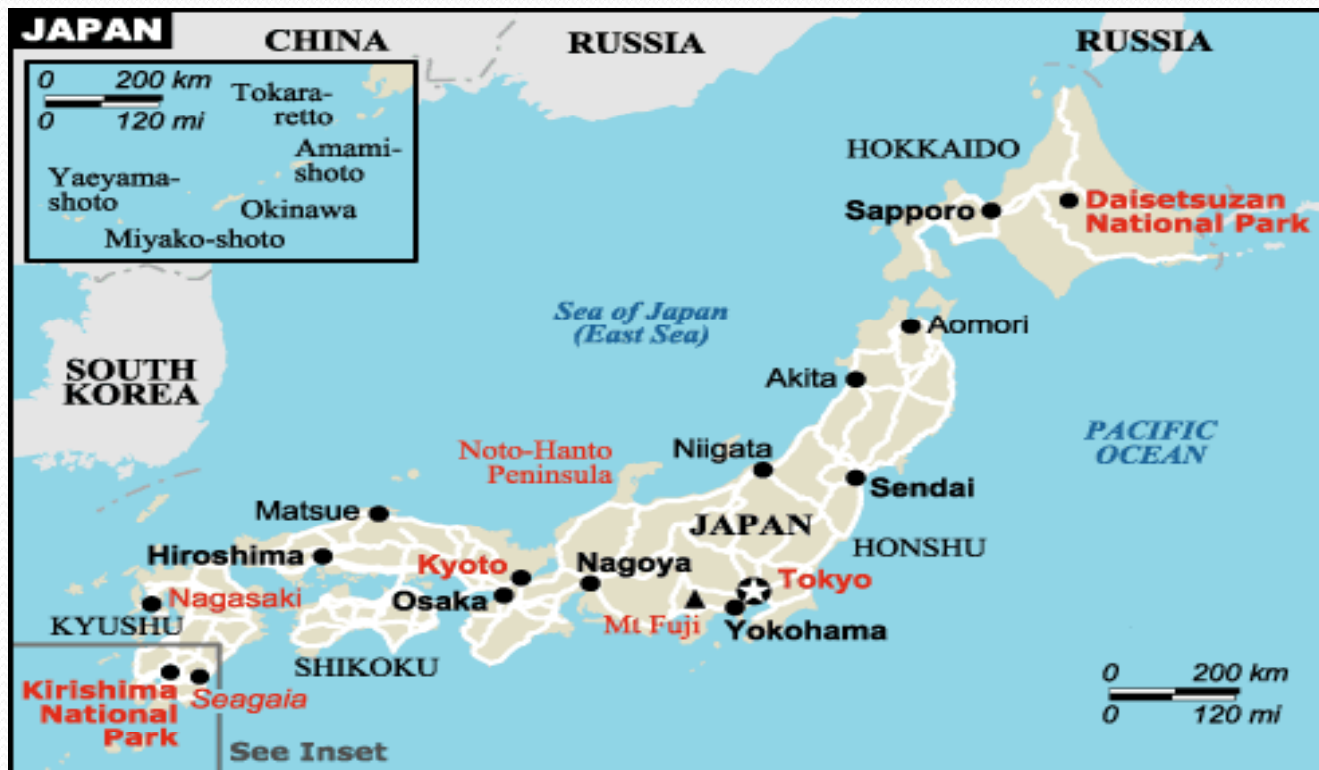 JAPAN
CHINA
RUSSIA
RUSSIA
0 200 km
0 120 mi
Tokara-
retto
Amami-
shoto
Yaeyama-
shoto
Okinawa
Miyako-shoto
HOKKAIDO
Sapporo
Daisetsuzan
National Park
Sea of Japan
(East Sea)
Aomori
SOUTH
KOREA
Akita
PACIFIC
OCEAN
Noto-Hanto
Peninsula
Niigata
Sendai
Matsue
JAPAN
HONSHU
Hiroshima
Kyoto
Nagoya
Tokyo
Nagasaki
Osaka
KYUSHU
Mt Fuji
Yokohama
SHIKOKU
Kirishima
National
Park
Seagaia
See Inset
0 200 km
0 120 mi